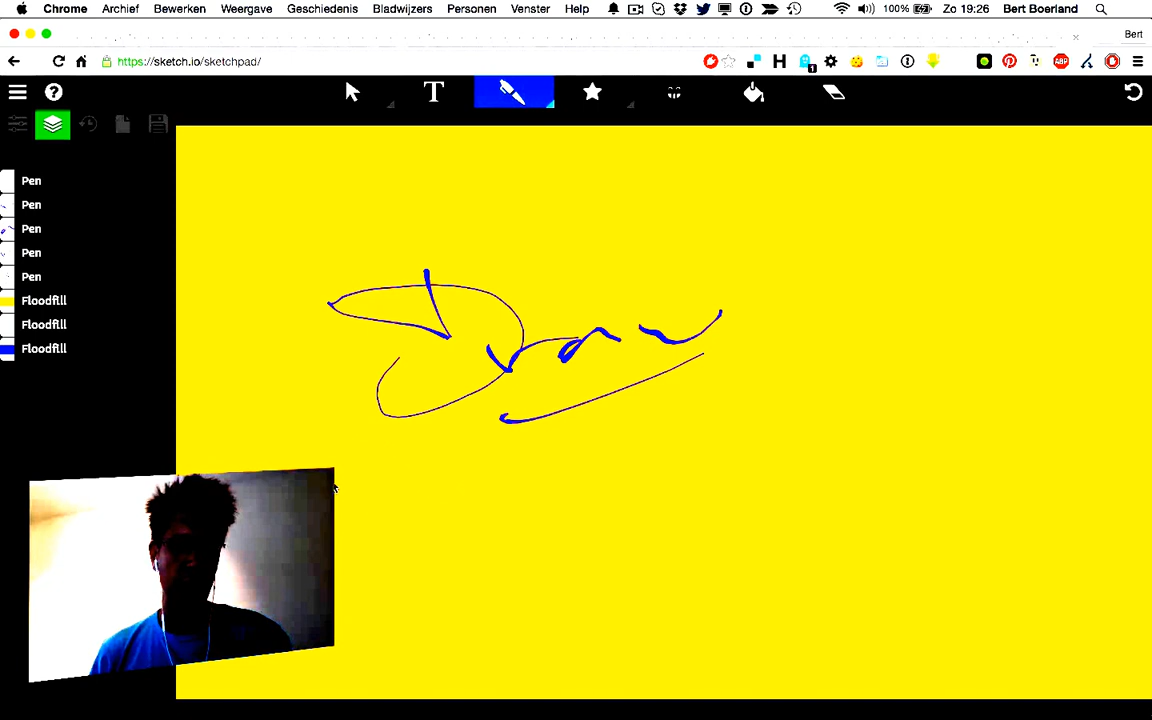 Chrome Archief Bewerken Weergave Geschiedenis Bladwijzers Personen Venster Help 100% Zo 19:26 Bert Boerland
Bert
https://sketch.io/sketchpad/
Pen
Pen
Pen
Pen
Pen
Floodfill
Floodfill
Floodfill